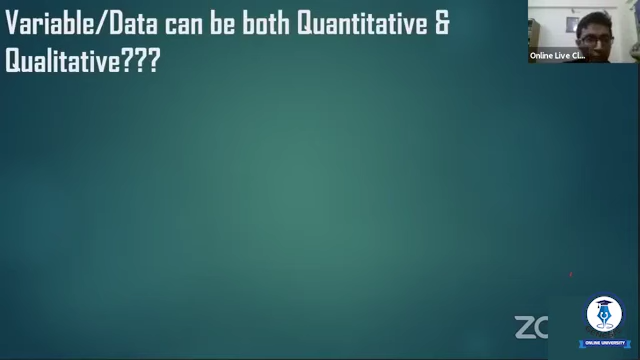 Variable/Data can be both Quantitative &
Qualitative???
Online Live Cl...
ONLINE UNIVERSITY